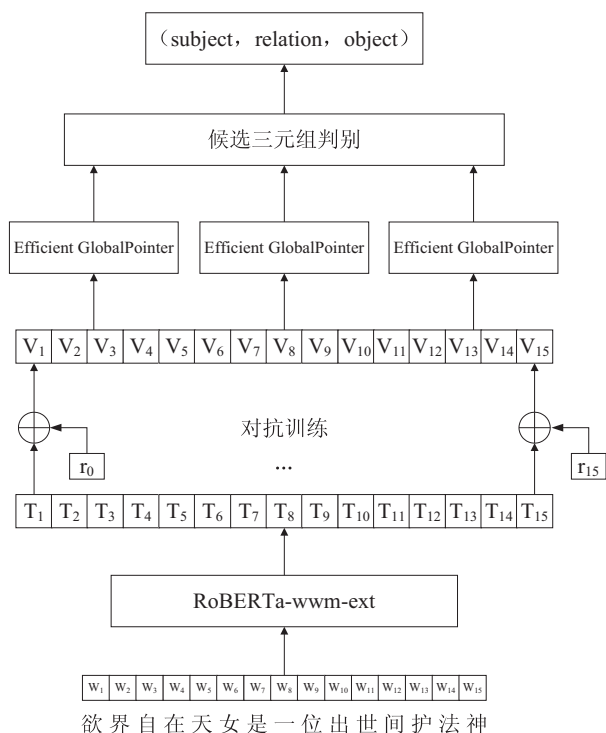 （subject，relation，object）
候选三元组判别
Efficient GlobalPointer Efficient GlobalPointer Efficient GlobalPointer
V1 V2 V3 V4 V5 V6 V7 V8 V9 V10 V11 V12 V13 V14 V15
对抗训练
r0 ... r15
T1 T2 T3 T4 T5 T6 T7 T8 T9 T10 T11 T12 T13 T14 T15
RoBERTa-wwm-ext
W1 W2 W3 W4 W5 W6 W7 W8 W9 W10 W11 W12 W13 W14 W15
欲界自在天女是一位出世间护法神